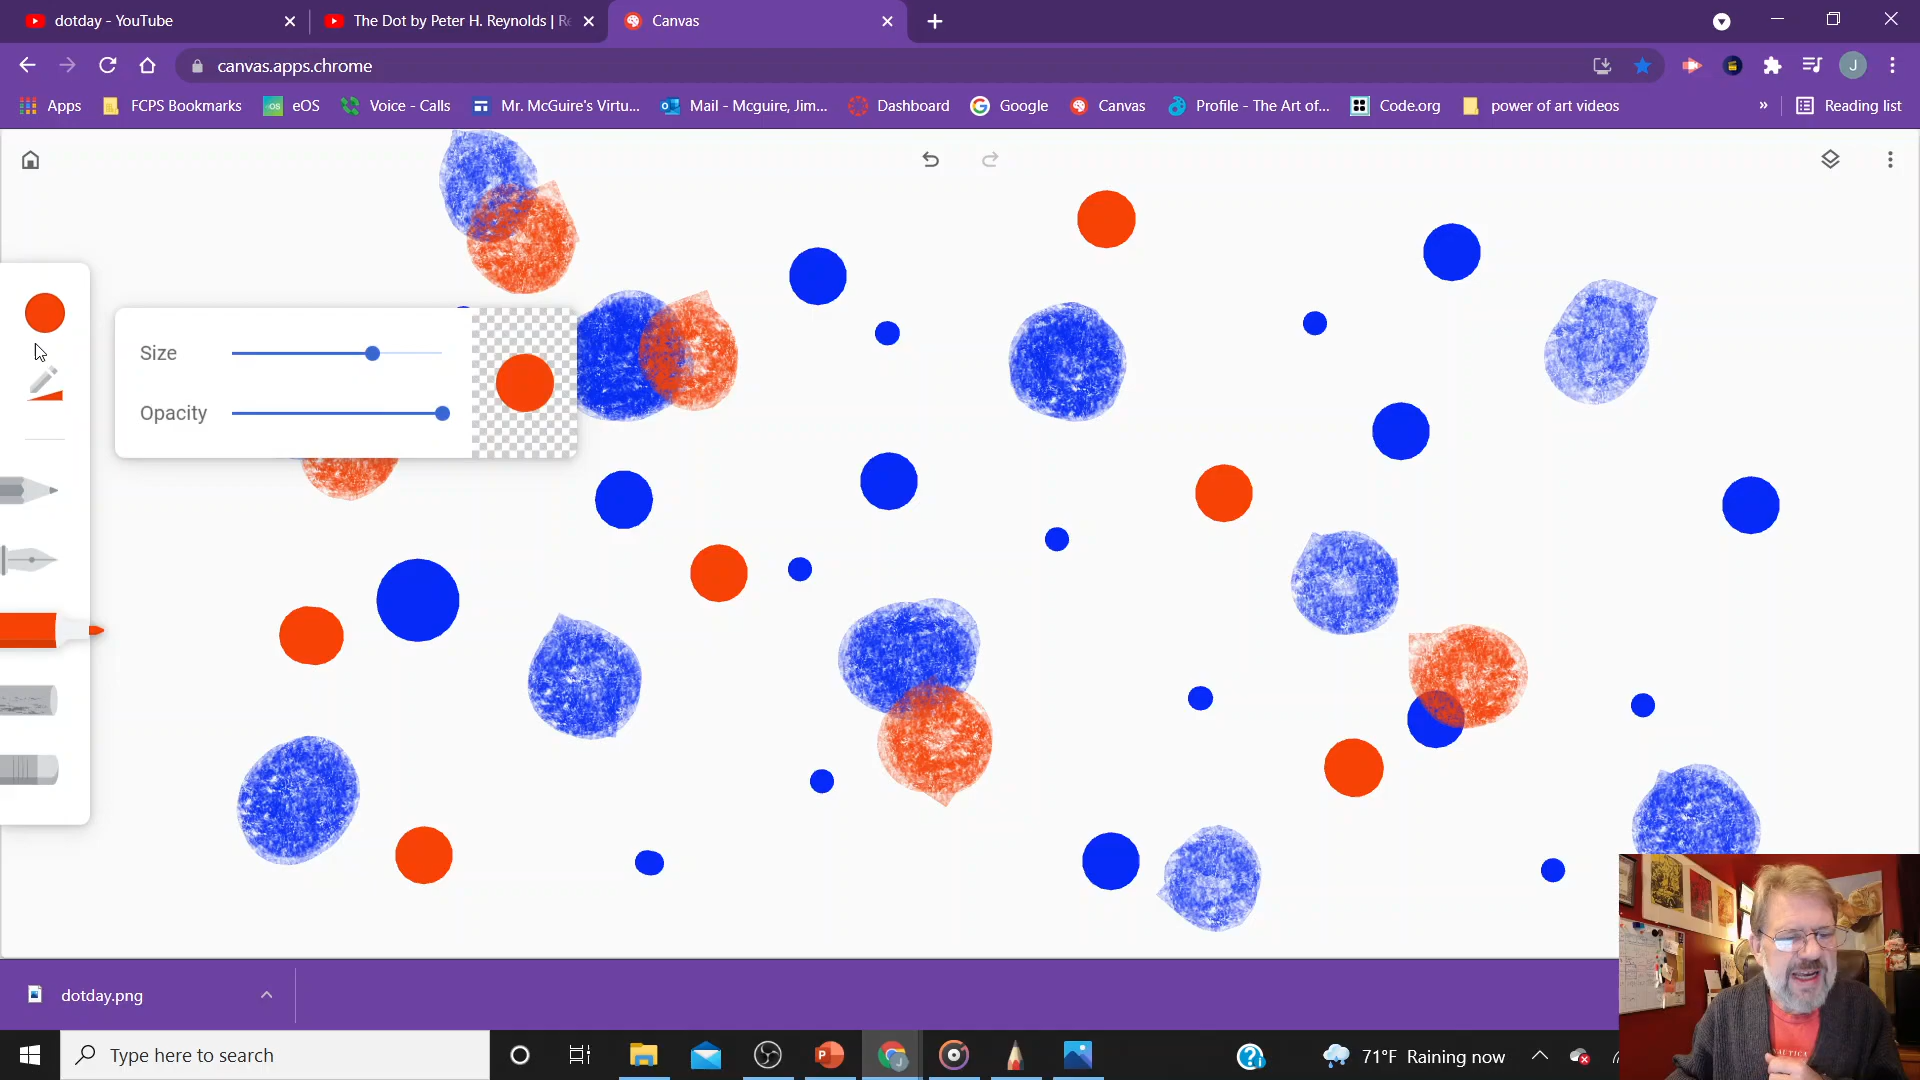 dotday - YouTube
The Dot by Peter H. Reynolds | Re
Canvas
canvas.apps.chrome
J
Apps
FCPS Bookmarks
eOS
Voice - Calls
Mr. McGuire's Virtu...
Mail - Mcguire, Jim...
Dashboard
Google
Canvas
Profile - The Art of...
Code.org
power of art videos
»
Reading list
Size
Opacity
dotday.png
Type here to search
71°F Raining now
NAUTICA